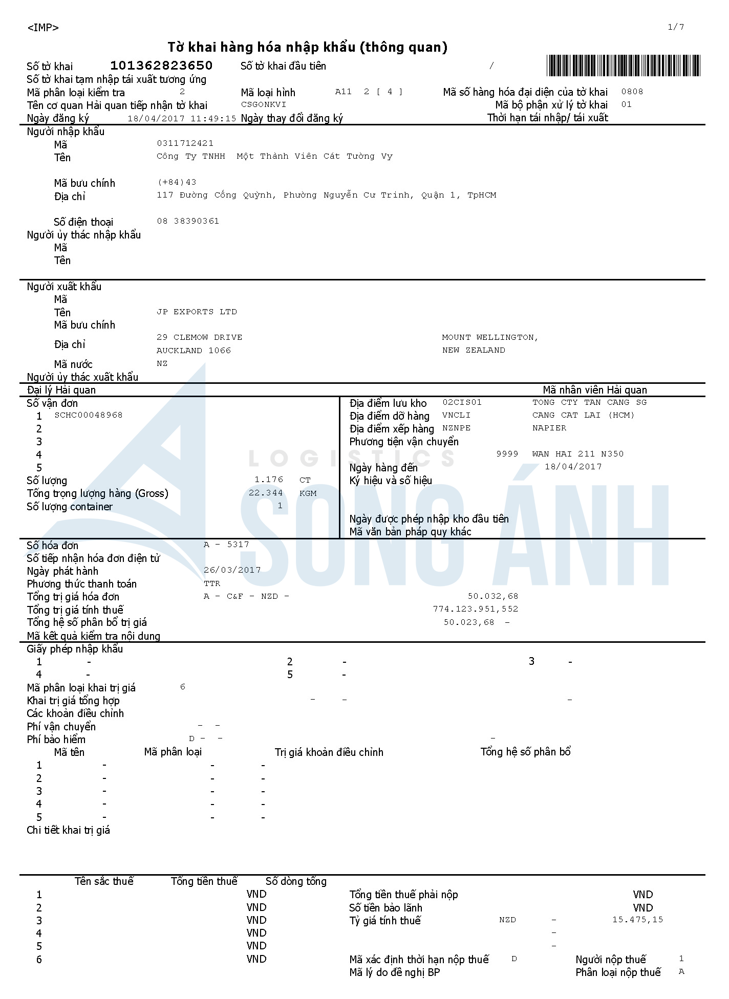 <IMP> 1/7
Tờ khai hàng hóa nhập khẩu (thông quan)
Số tờ khai 101362823650 Số tờ khai đầu tiên /
Số tờ khai tạm nhập tái xuất tương ứng
Mã phân loại kiểm tra 2 Mã loại hình A11 2 [ 4 ] Mã số hàng hóa đại diện của tờ khai 0808
Tên cơ quan Hải quan tiếp nhận tờ khai CSGONKVI Mã bộ phận xử lý tờ khai 01
Ngày đăng ký 18/04/2017 11:49:15 Ngày thay đổi đăng ký Thời hạn tái nhập/ tái xuất
Người nhập khẩu
Mã 0311712421
Tên Công Ty TNHH Một Thành Viên Cát Tường Vy
Mã bưu chính (+84)43
Địa chỉ 117 Đường Cống Quỳnh, Phường Nguyễn Cư Trinh, Quận 1, TpHCM
Số điện thoại 08 38390361
Người ủy thác nhập khẩu
Mã
Tên
Người xuất khẩu
Mã
Tên JP EXPORTS LTD
Mã bưu chính
29 CLEMOW DRIVE MOUNT WELLINGTON,
Địa chỉ
AUCKLAND 1066 NEW ZEALAND
Mã nước NZ
Người ủy thác xuất khẩu
Đại lý Hải quan Mã nhân viên Hải quan
Số vận đơn Địa điểm lưu kho 02CIS01 TONG CTY TAN CANG SG
1 SCHC00048968 Địa điểm dỡ hàng VNCLI CANG CAT LAI (HCM)
2 Địa điểm xếp hàng NZNPE NAPIER
3 Phương tiện vận chuyển
4 9999 WAN HAI 211 N350
LOGISTICS
5 Ngày hàng đến 18/04/2017
Số lượng 1.176 CT Ký hiệu và số hiệu
Tổng trọng lượng hàng (Gross) 22.344 KGM
Số lượng container 1
SONG ÁNH
Ngày được phép nhập kho đầu tiên
Mã văn bản pháp quy khác
Số hóa đơn A - 5317
Số tiếp nhận hóa đơn điện tử
Ngày phát hành 26/03/2017
Phương thức thanh toán TTR
Tổng trị giá hóa đơn A - C&F - NZD - 50.032,68
Tổng trị giá tính thuế 774.123.951,552
Tổng hệ số phân bổ trị giá 50.023,68 -
Mã kết quả kiểm tra nội dung
Giấy phép nhập khẩu
1 - 2 - 3 -
4 - 5 -
Mã phân loại khai trị giá 6
Khai trị giá tổng hợp - - -
Các khoản điều chỉnh
Phí vận chuyển - -
Phí bảo hiểm D - - -
Mã tên Mã phân loại Trị giá khoản điều chỉnh Tổng hệ số phân bổ
1 - - -
2 - - -
3 - - -
4 - - -
5 - - -
Chi tiết khai trị giá
Tên sắc thuế Tổng tiền thuế Số dòng tổng
1 VND Tổng tiền thuế phải nộp VND
2 VND Số tiền bảo lãnh VND
3 VND Tỷ giá tính thuế NZD - 15.475,15
4 VND -
5 VND -
6 VND Mã xác định thời hạn nộp thuế D Người nộp thuế 1
Mã lý do đề nghị BP Phân loại nộp thuế A